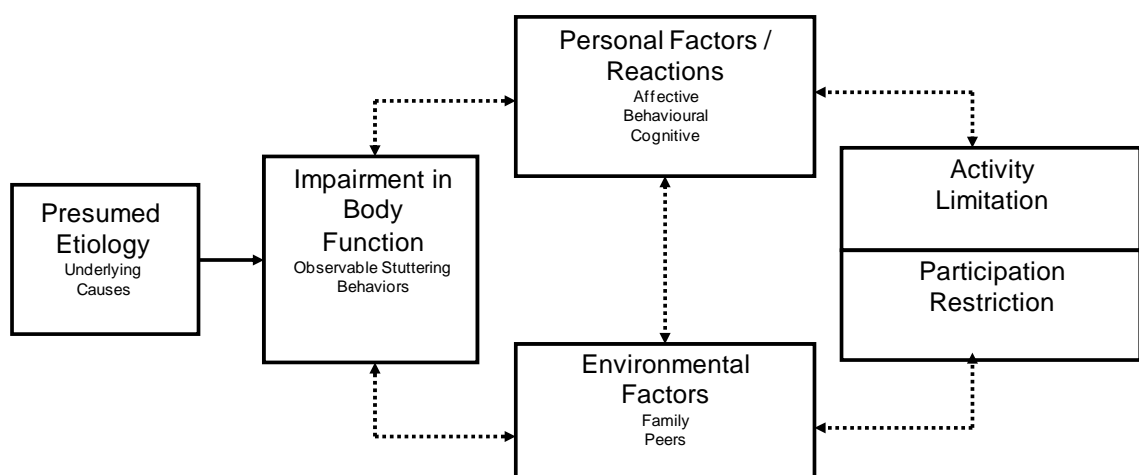 Presumed
Etiology
Underlying
Causes
Impairment in
Body
Function
Observable Stuttering
Behaviors
Personal Factors /
Reactions
Affective
Behavioural
Cognitive
Environmental
Factors
Family
Peers
Activity
Limitation
Participation
Restriction